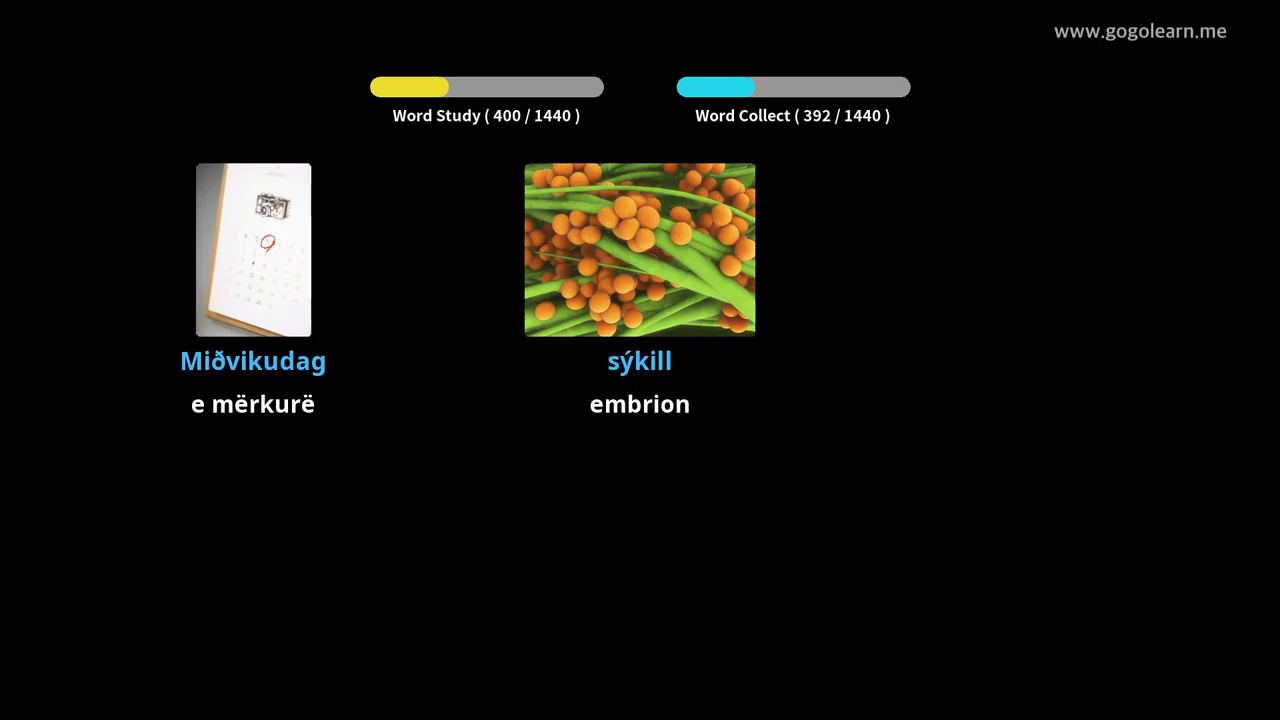 www.gogolearn.me
Word Study ( 400 / 1440 )
Word Collect ( 392 / 1440 )
Miðvikudag
sýkill
e mërkurë
embrion